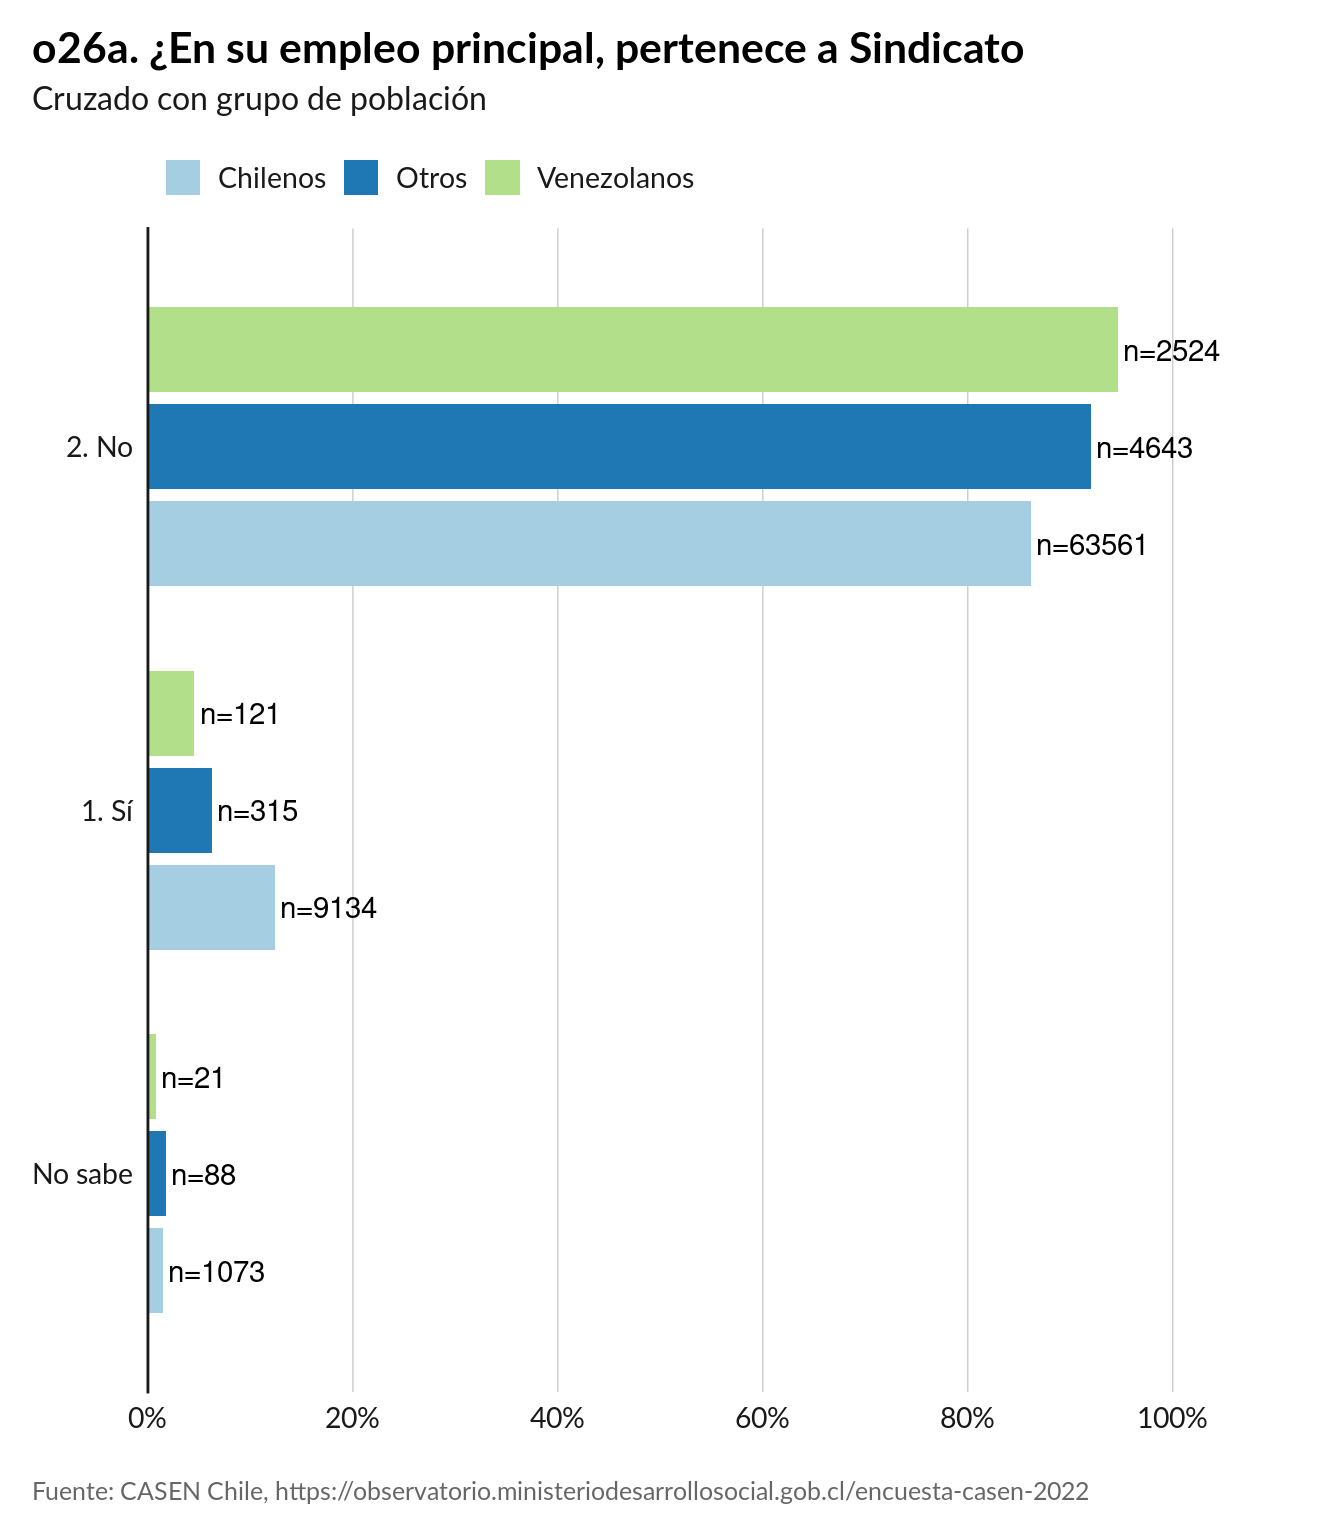 o26a. ¿En su empleo principal, pertenece a Sindicato
Cruzado con grupo de población
Chilenos Otros Venezolanos
n=2524
2. No n=4643
n=63561
n=121
1. Sí n=315
n=9134
n=21
No sabe n=88
n=1073
0% 20% 40% 60% 80% 100%
Fuente: CASEN Chile, https://observatorio.ministeriodesarrollosocial.gob.cl/encuesta-casen-2022